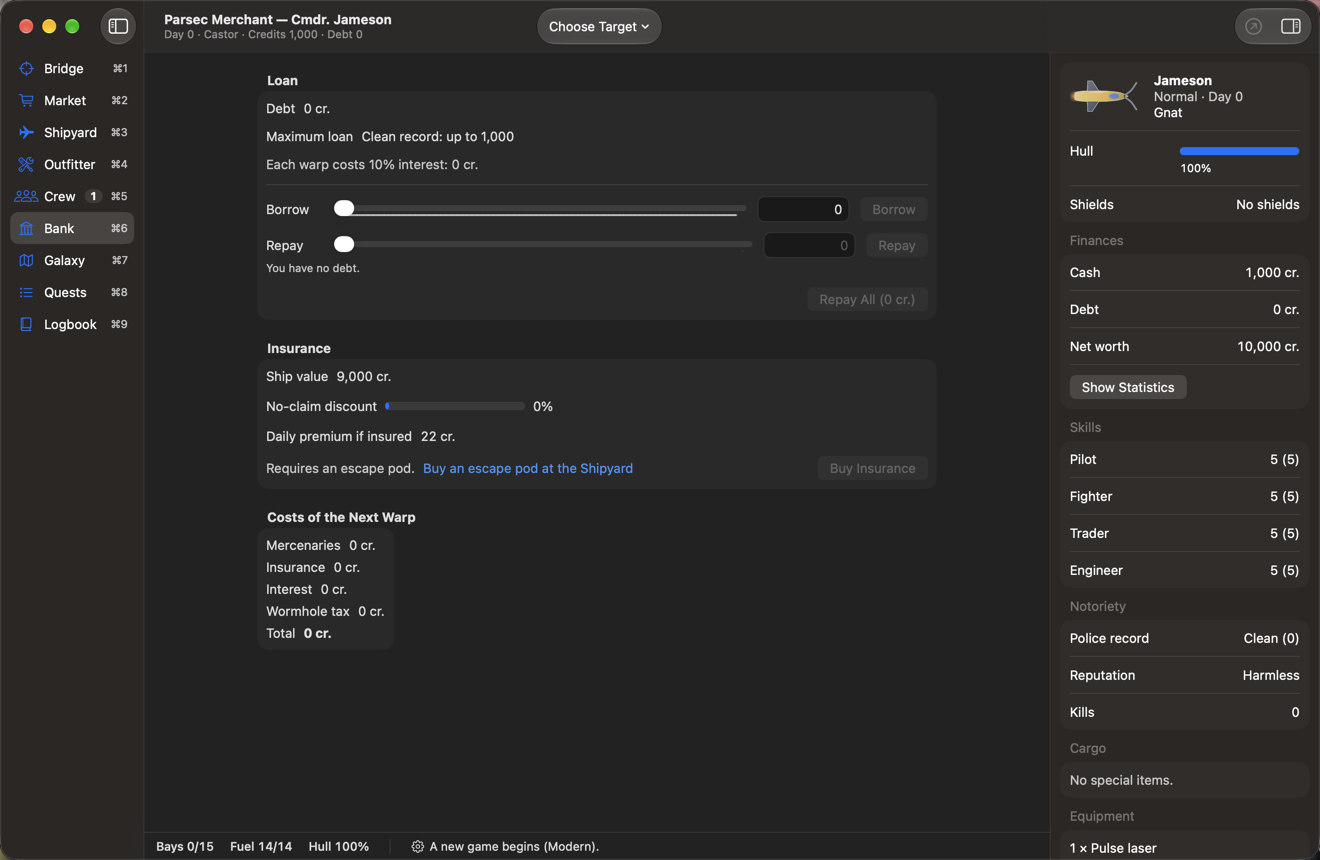 Parsec Merchant — Cmdr. Jameson
Day 0 · Castor · Credits 1,000 · Debt 0
Choose Target
Bridge ⌘1
Market ⌘2
Shipyard ⌘3
Outfitter ⌘4
Crew 1 ⌘5
Bank ⌘6
Galaxy ⌘7
Quests ⌘8
Logbook ⌘9
Loan
Debt 0 cr.
Maximum loan Clean record: up to 1,000
Each warp costs 10% interest: 0 cr.
Borrow 0 Borrow
Repay 0 Repay
You have no debt.
Repay All (0 cr.)
Insurance
Ship value 9,000 cr.
No-claim discount 0%
Daily premium if insured 22 cr.
Requires an escape pod. Buy an escape pod at the Shipyard Buy Insurance
Costs of the Next Warp
Mercenaries 0 cr.
Insurance 0 cr.
Interest 0 cr.
Wormhole tax 0 cr.
Total 0 cr.
Bays 0/15 Fuel 14/14 Hull 100% A new game begins (Modern).
Jameson
Normal · Day 0
Gnat
Hull
100%
Shields No shields
Finances
Cash 1,000 cr.
Debt 0 cr.
Net worth 10,000 cr.
Show Statistics
Skills
Pilot 5 (5)
Fighter 5 (5)
Trader 5 (5)
Engineer 5 (5)
Notoriety
Police record Clean (0)
Reputation Harmless
Kills 0
Cargo
No special items.
Equipment
1 × Pulse laser